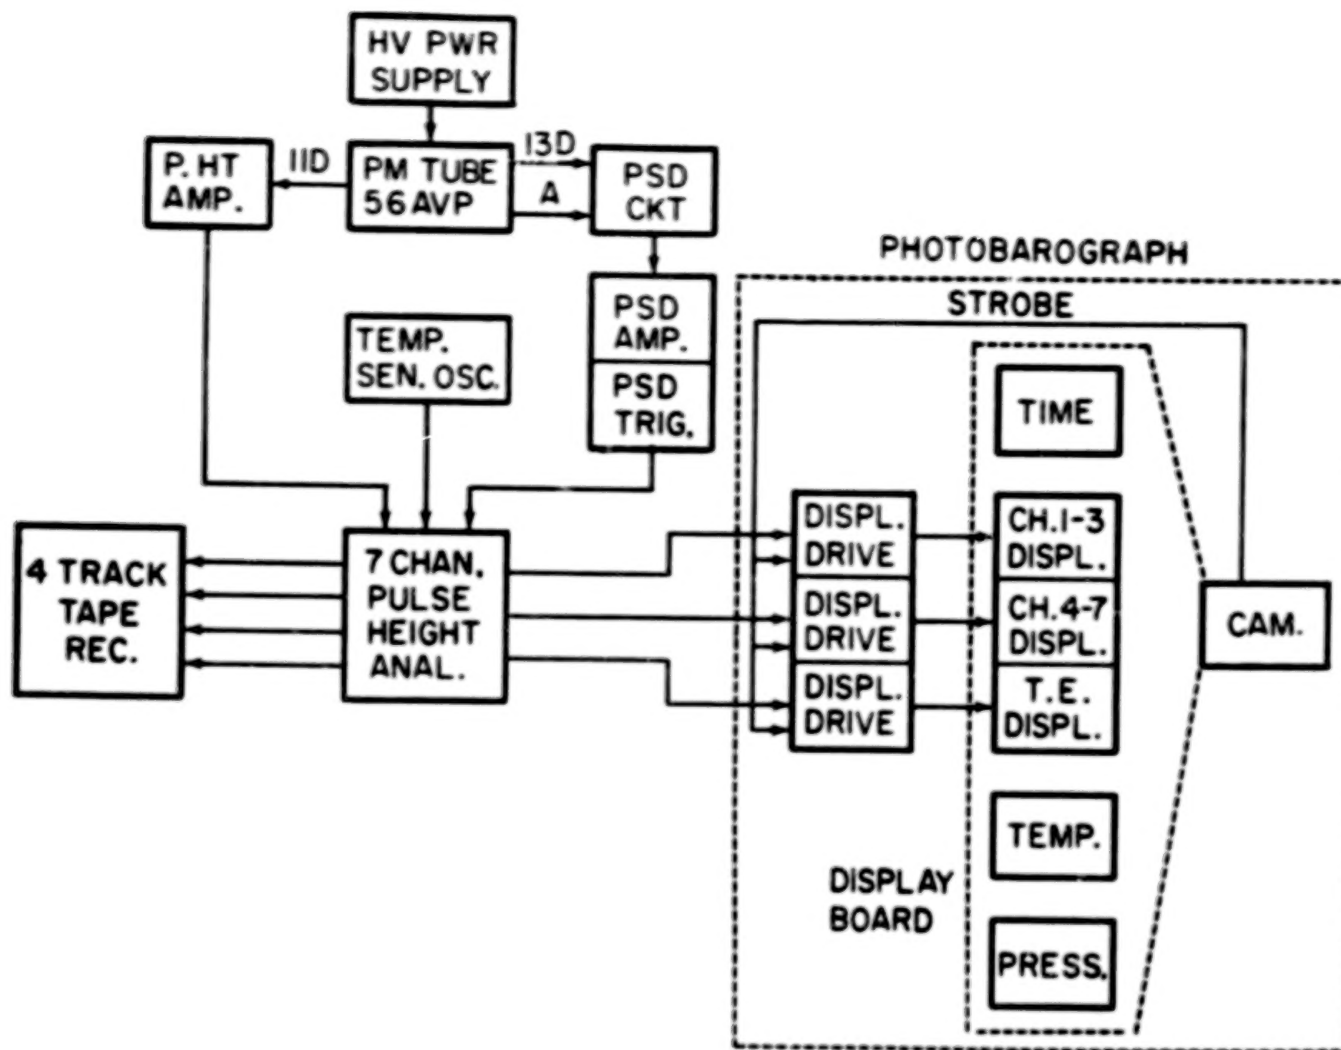 HV PWR
SUPPLY
P. HT
AMP.
11D
PM TUBE
56 AVP
13D
A
PSD
CKT
PHOTOBAROGRAPH
STROBE
PSD
AMP.
PSD
TRIG.
TEMP.
SEN. OSC.
TIME
4 TRACK
TAPE
REC.
7 CHAN.
PULSE
HEIGHT
ANAL.
DISPL.
DRIVE
DISPL.
DRIVE
DISPL.
DRIVE
CH. 1-3
DISPL.
CH. 4-7
DISPL.
T.E.
DISPL.
CAM.
TEMP.
DISPLAY
BOARD
PRESS.